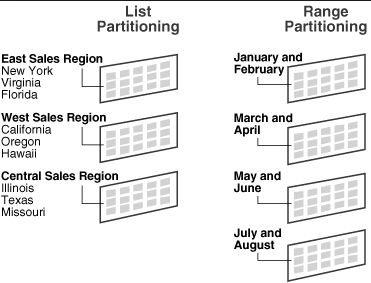 List
Partitioning
East Sales Region
New York
Virginia
Florida
West Sales Region
California
Oregon
Hawaii
Central Sales Region
Illinois
Texas
Missouri
Range
Partitioning
January and
February
March and
April
May and
June
July and
August